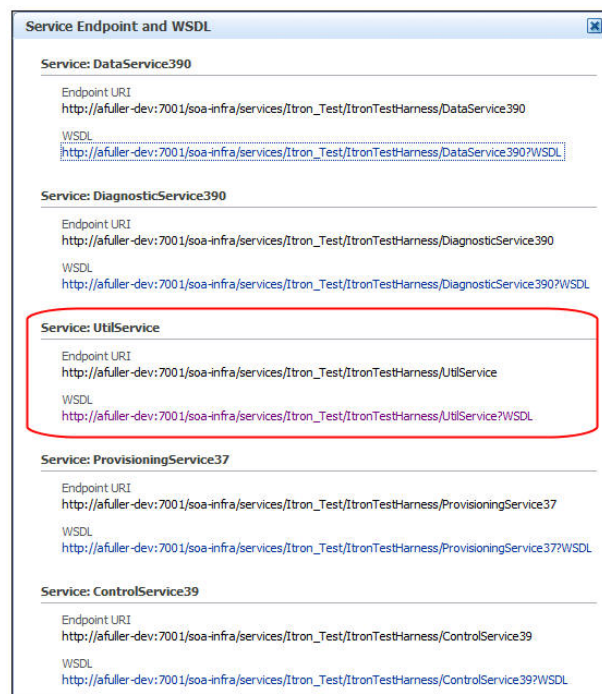 Service Endpoint and WSDL
Service: DataService390
Endpoint URI
http://afuller-dev:7001/soa-infra/services/Itron_Test/ItronTestHarness/DataService390
WSDL
http://afuller-dev:7001/soa-infra/services/Itron_Test/ItronTestHarness/DataService390?WSDL
Service: DiagnosticService390
Endpoint URI
http://afuller-dev:7001/soa-infra/services/Itron_Test/ItronTestHarness/DiagnosticService390
WSDL
http://afuller-dev:7001/soa-infra/services/Itron_Test/ItronTestHarness/DiagnosticService390?WSDL
Service: UtilService
Endpoint URI
http://afuller-dev:7001/soa-infra/services/Itron_Test/ItronTestHarness/UtilService
WSDL
http://afuller-dev:7001/soa-infra/services/Itron_Test/ItronTestHarness/UtilService?WSDL
Service: ProvisioningService37
Endpoint URI
http://afuller-dev:7001/soa-infra/services/Itron_Test/ItronTestHarness/ProvisioningService37
WSDL
http://afuller-dev:7001/soa-infra/services/Itron_Test/ItronTestHarness/ProvisioningService37?WSDL
Service: ControlService39
Endpoint URI
http://afuller-dev:7001/soa-infra/services/Itron_Test/ItronTestHarness/ControlService39
WSDL
http://afuller-dev:7001/soa-infra/services/Itron_Test/ItronTestHarness/ControlService39?WSDL